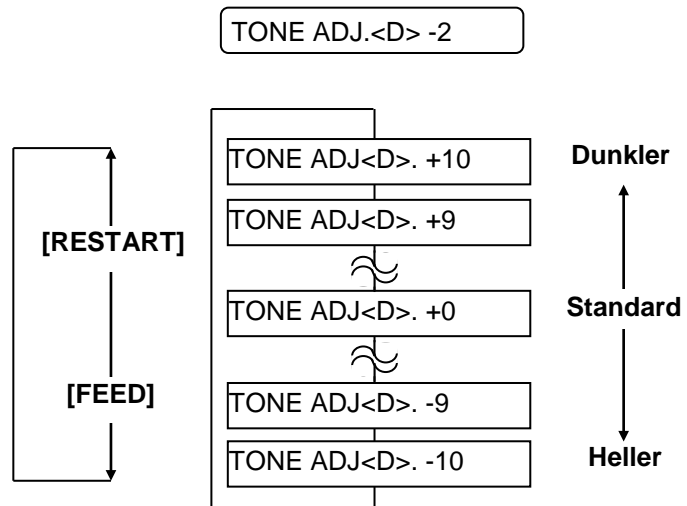 TONE ADJ.<D> -2
TONE ADJ<D>. +10
Dunkler
TONE ADJ<D>. +9
[RESTART]
TONE ADJ<D>. +0
Standard
[FEED]
TONE ADJ<D>. -9
TONE ADJ<D>. -10
Heller